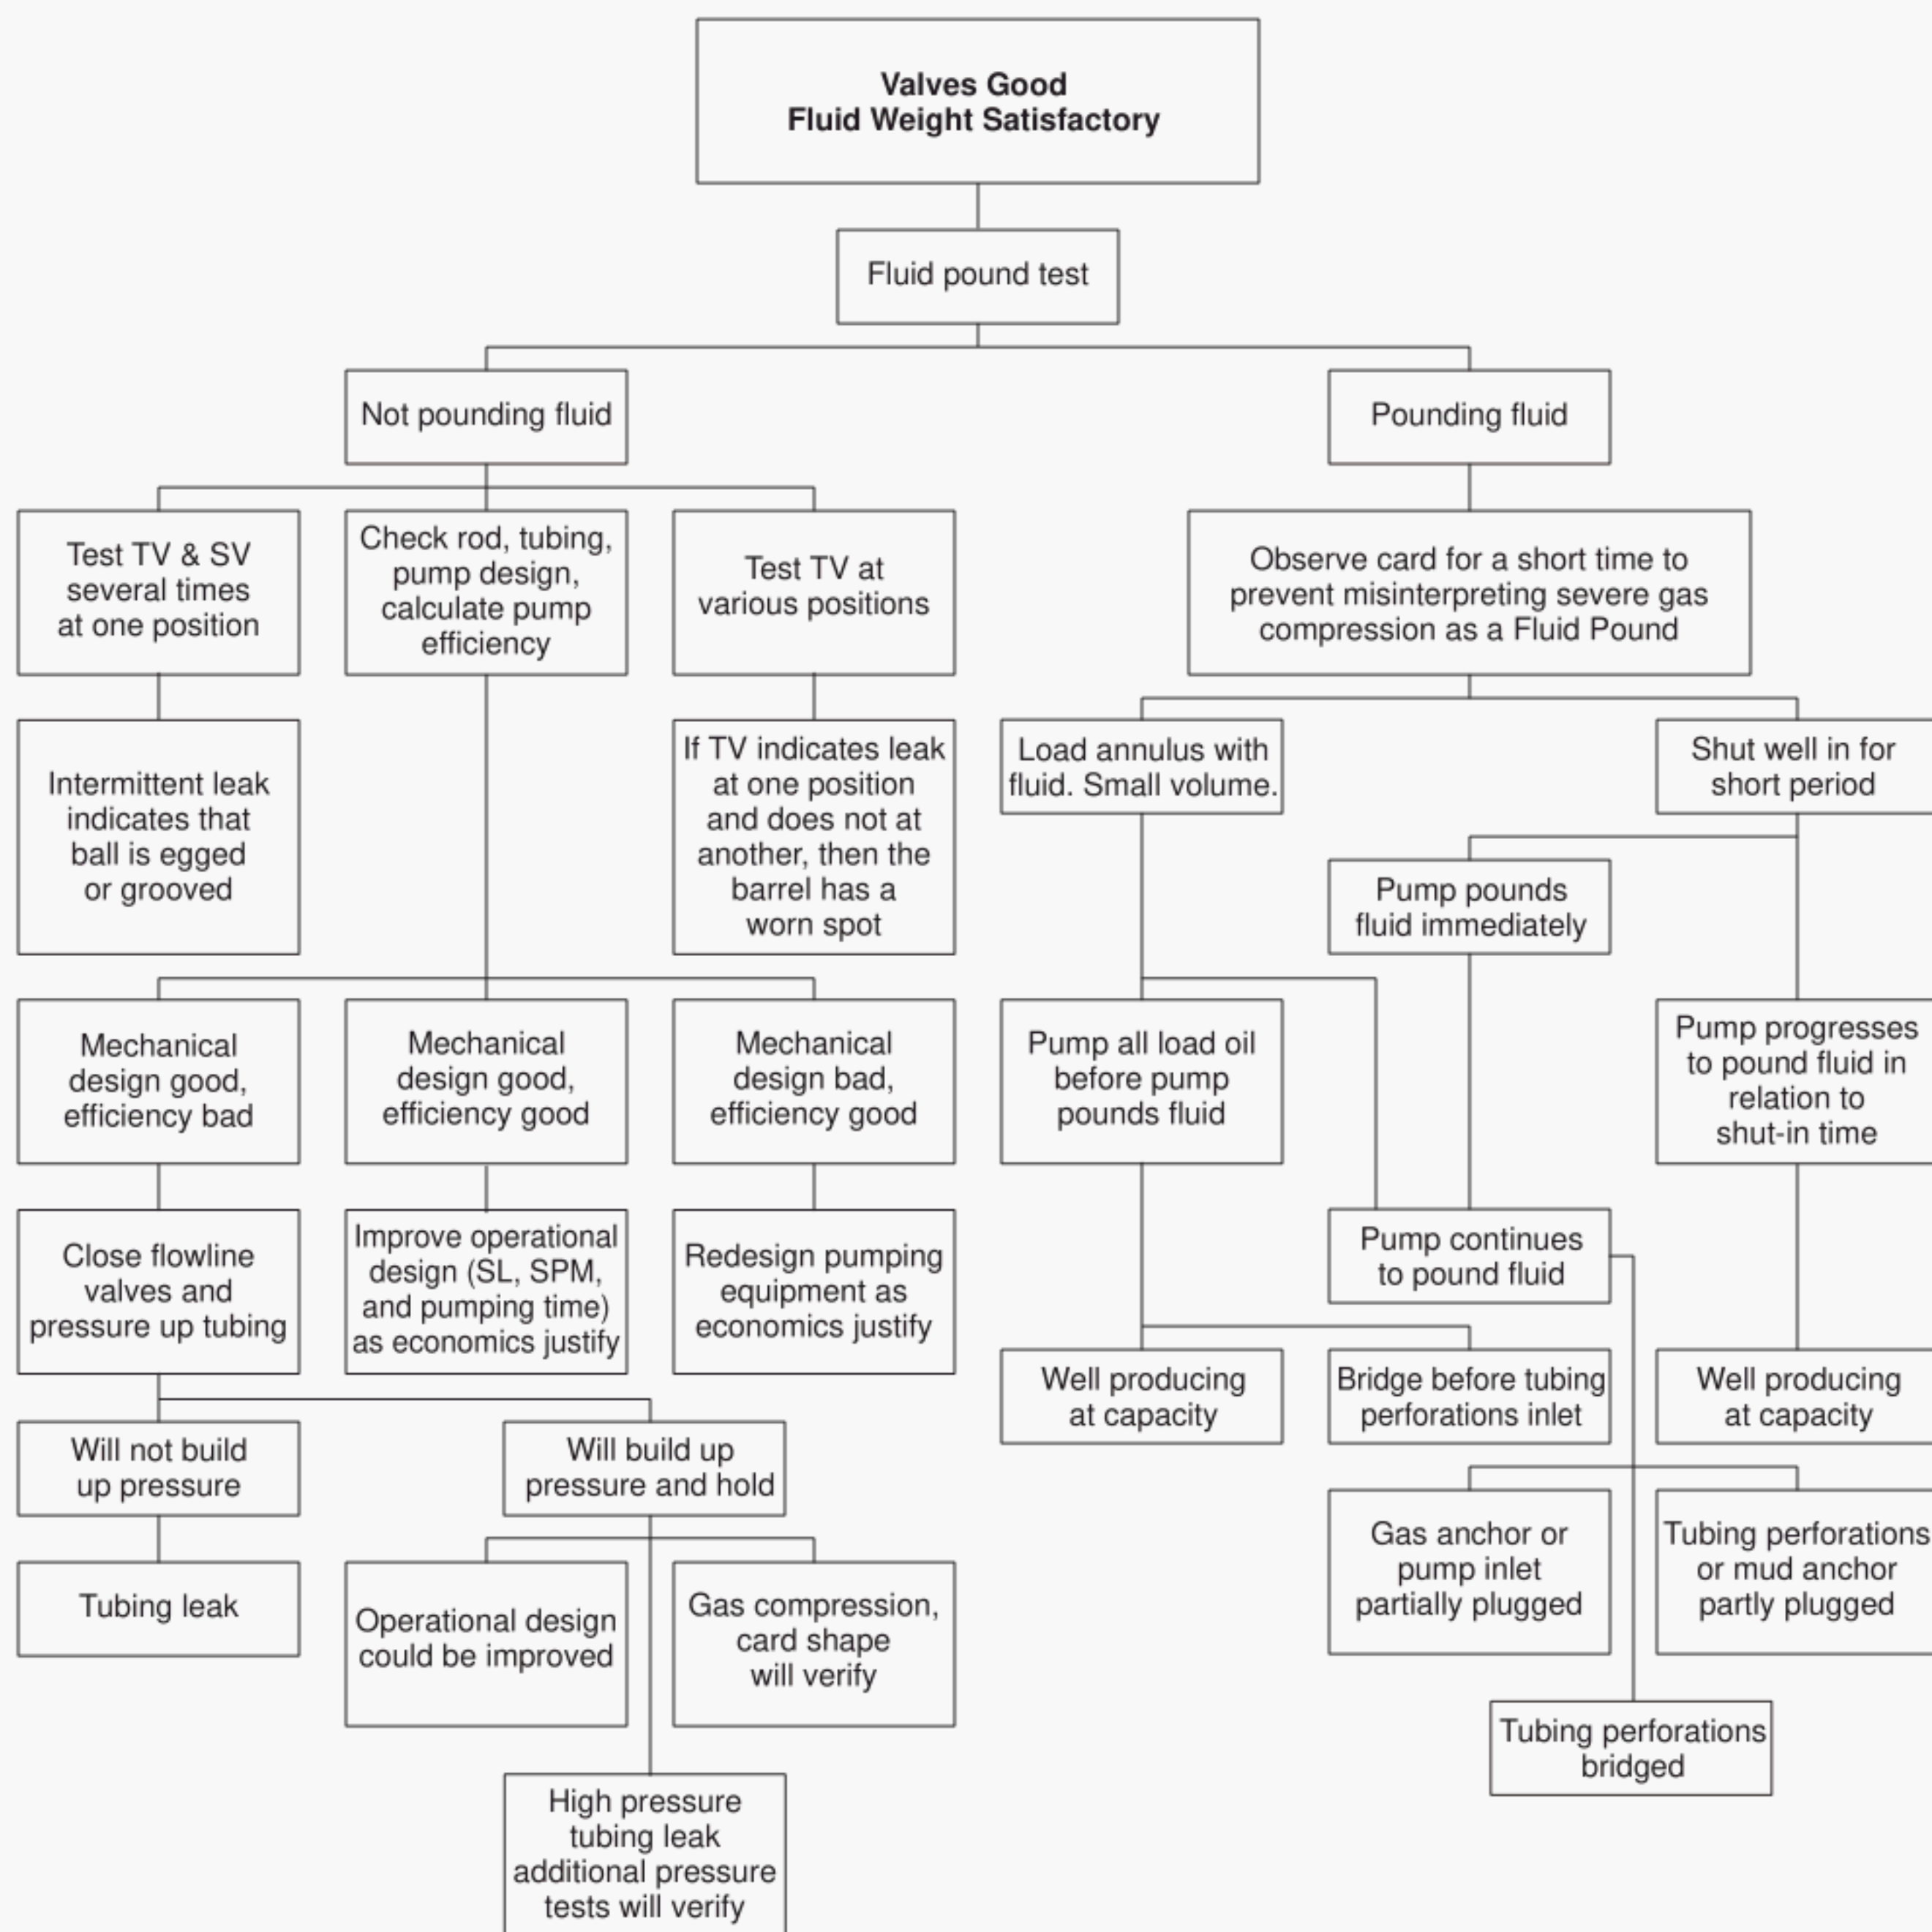 Valves Good
Fluid Weight Satisfactory
Fluid pound test
Not pounding fluid
Pounding fluid
Test TV & SV
several times
at one position
Check rod, tubing,
pump design,
calculate pump
efficiency
Test TV at
various positions
Observe card for a short time to
prevent misinterpreting severe gas
compression as a Fluid Pound
Intermittent leak
indicates that
ball is egged
or grooved
If TV indicates leak
at one position
and does not at
another, then the
barrel has a
worn spot
Load annulus with
fluid. Small volume.
Shut well in for
short period
Pump pounds
fluid immediately
Mechanical
design good,
efficiency bad
Mechanical
design good,
efficiency good
Mechanical
design bad,
efficiency good
Pump all load oil
before pump
pounds fluid
Pump progresses
to pound fluid in
relation to
shut-in time
Close flowline
valves and
pressure up tubing
Improve operational
design (SL, SPM,
and pumping time)
as economics justify
Redesign pumping
equipment as
economics justify
Pump continues
to pound fluid
Well producing
at capacity
Bridge before tubing
perforations inlet
Well producing
at capacity
Will not build
up pressure
Will build up
pressure and hold
Tubing leak
Operational design
could be improved
Gas compression,
card shape
will verify
Gas anchor or
pump inlet
partially plugged
Tubing perforations
or mud anchor
partly plugged
Tubing perforations
bridged
High pressure
tubing leak
additional pressure
tests will verify